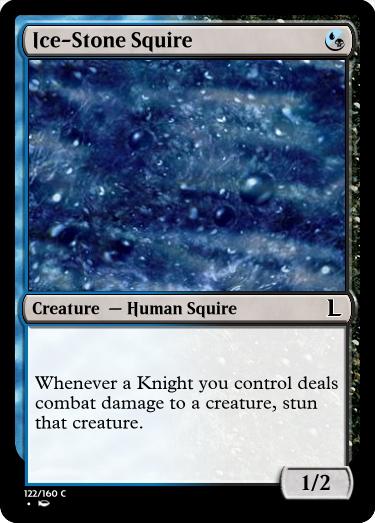 Ice-Stone Squire
Creature — Human Squire L
Whenever a Knight you control deals
combat damage to a creature, stun
that creature.
1/2
122/160 C